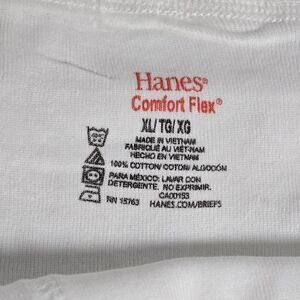 Hanes®
Comfort Flex®
XL/TG/XG
MADE IN VIETNAM
FABRIQUÉ AU VIÊT-NAM
HECHO EN VIETNAM
100% COTTON/COTON/ALGODÓN
PARA MÉXICO: LAVAR CON
DETERGENTE. NO EXPRIMIR.
CA00153
RN 15763 HANES.COM/BRIEFS